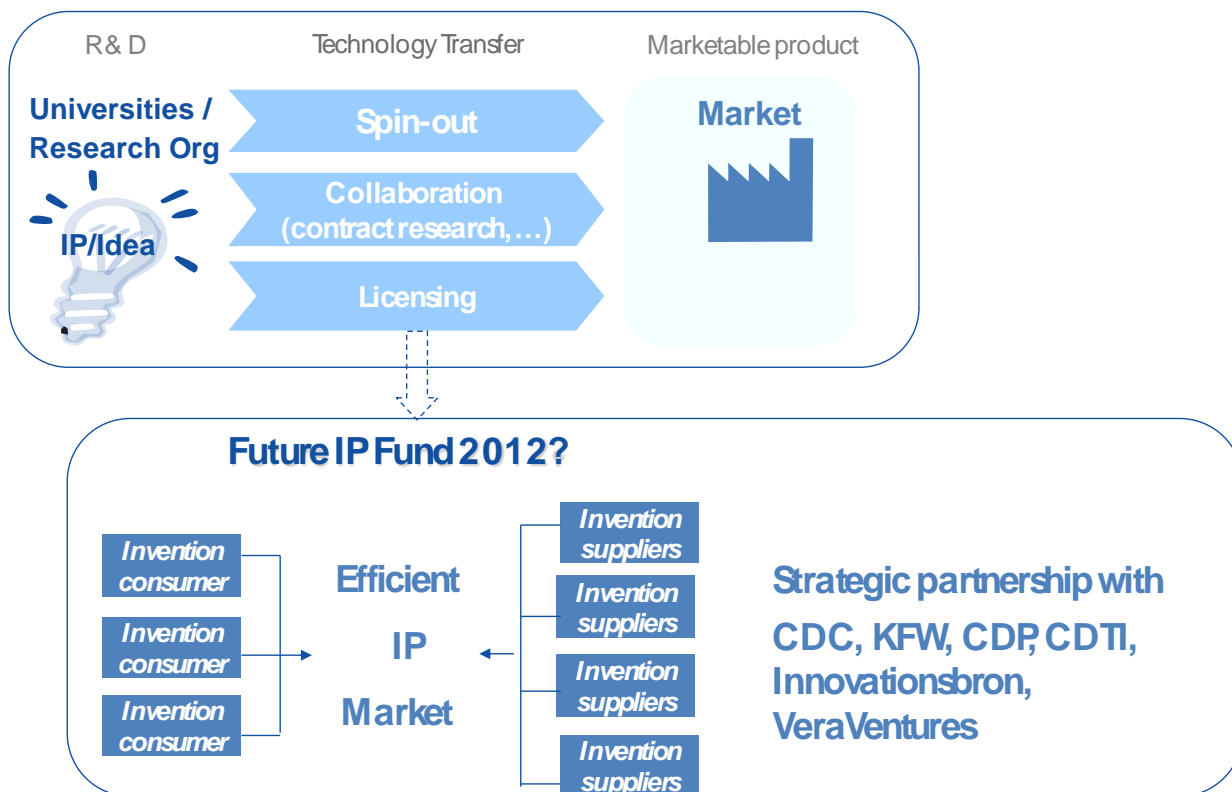 R& D
Technology Transfer
Marketable product
Universities /
Research Org
IP/Idea
Spin-out
Collaboration
(contract research, …)
Licensing
Market
Future IP Fund 2012?
Invention
consumer
Invention
consumer
Invention
consumer
Efficient
IP
Market
Invention
suppliers
Invention
suppliers
Invention
suppliers
Invention
suppliers
Strategic partnership with
CDC, KFW, CDP, CDTI,
Innovationsbron,
VeraVentures